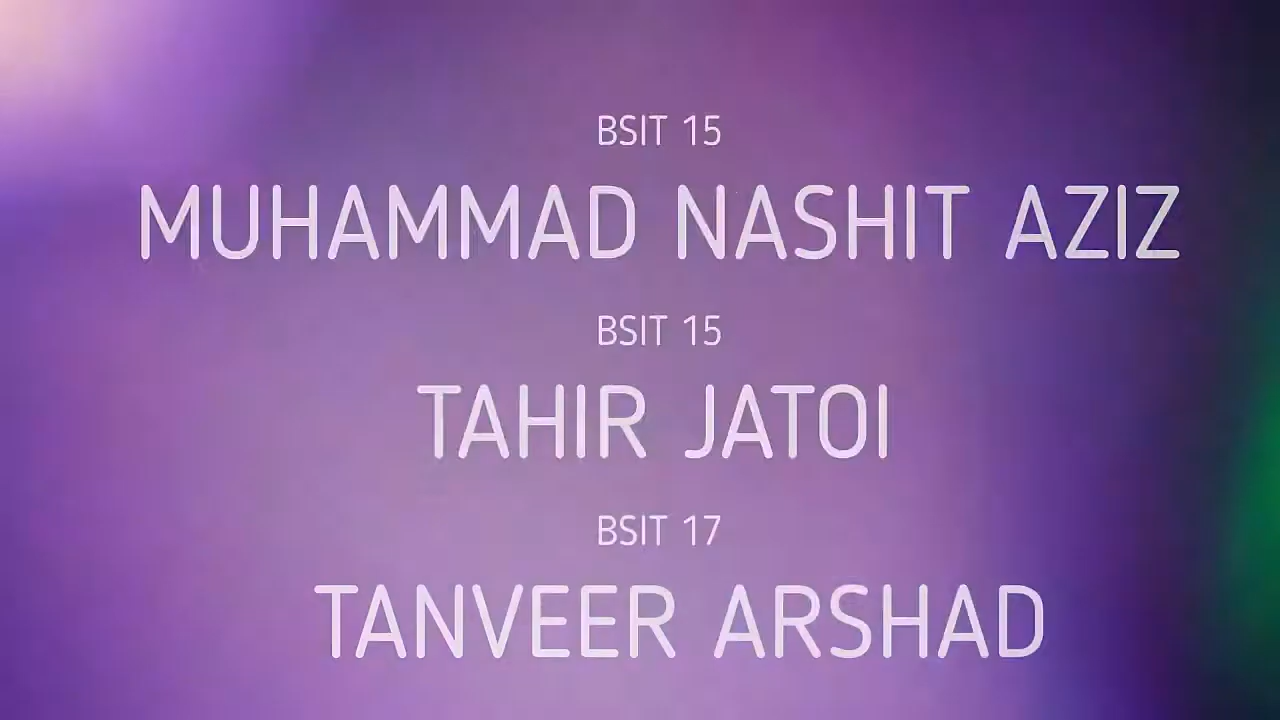 BSIT 15
MUHAMMAD NASHIT AZIZ
BSIT 15
TAHIR JATOI
BSIT 17
TANVEER ARSHAD